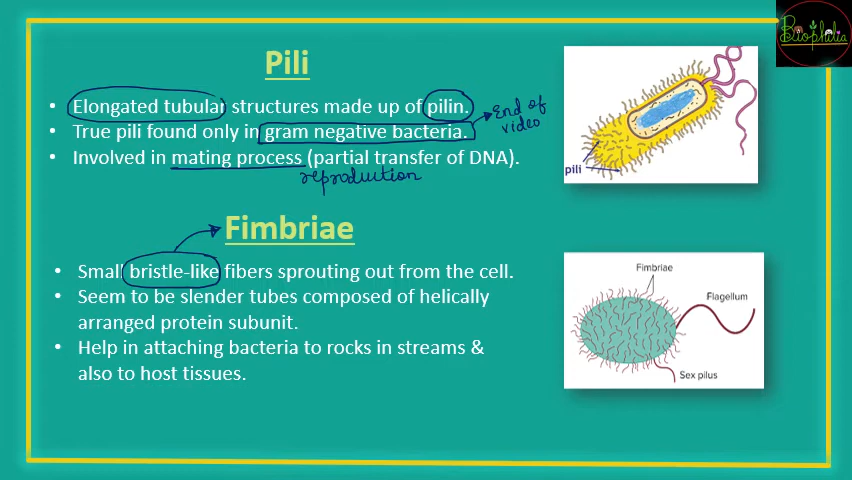 Biophilia
Pili
• Elongated tubular structures made up of pilin.
• True pili found only in gram negative bacteria.
End of
video
• Involved in mating process (partial transfer of DNA).
reproduction
pili
Fimbriae
• Small bristle-like fibers sprouting out from the cell.
• Seem to be slender tubes composed of helically
arranged protein subunit.
• Help in attaching bacteria to rocks in streams &
also to host tissues.
Fimbriae
Flagellum
Sex pilus